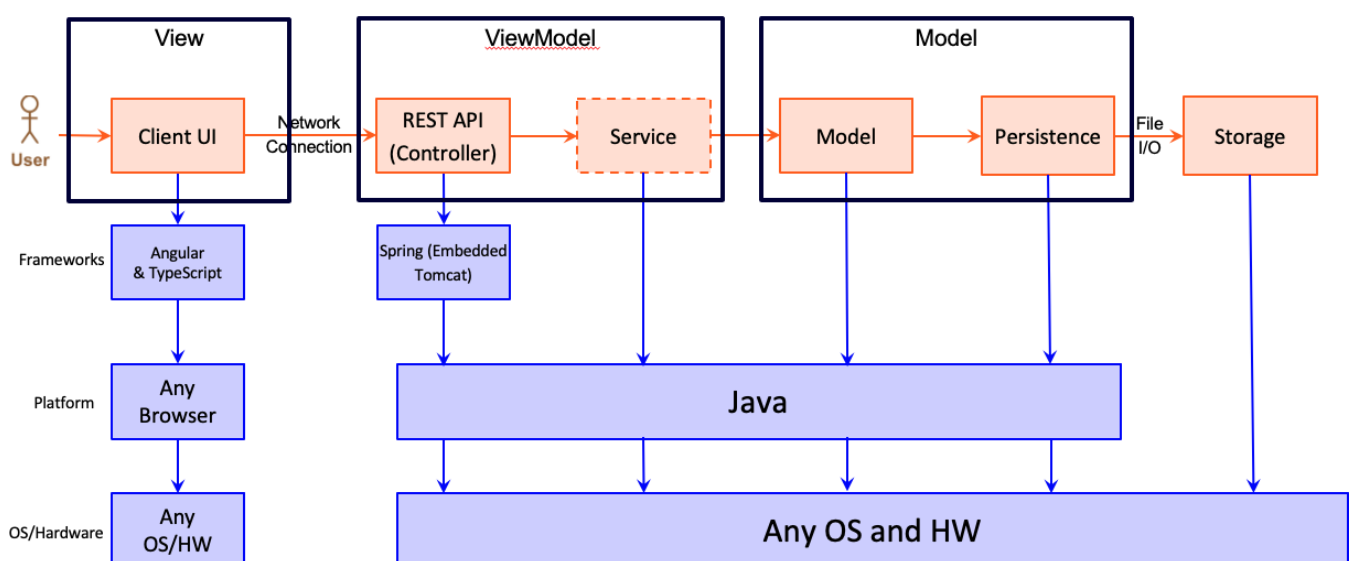 View
ViewModel
Model
User
Client UI
Network
Connection
REST API
(Controller)
Service
Model
Persistence
File
I/O
Storage
Frameworks
Angular
& TypeScript
Spring (Embedded
Tomcat)
Platform
Any
Browser
Java
OS/Hardware
Any
OS/HW
Any OS and HW